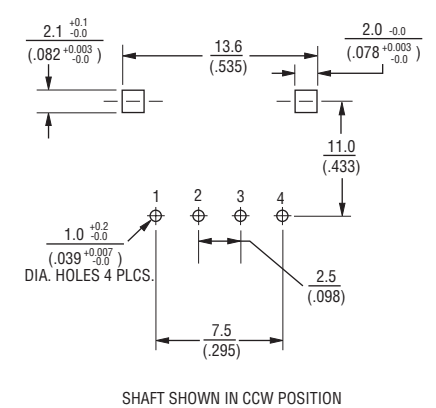 2.1 +0.1 -0.0
(.082 +0.003 -0.0 )
13.6
(.535)
2.0 -0.0
(.078 +0.003 -0.0 )
11.0
(.433)
1 2 3 4
1.0 +0.2 -0.0
(.039 +0.007 -0.0 )
DIA. HOLES 4 PLCS.
2.5
(.098)
7.5
(.295)
SHAFT SHOWN IN CCW POSITION